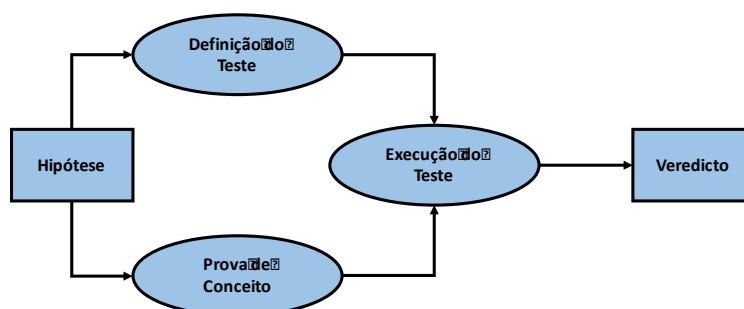 Definição do
Teste
Hipótese
Execução do
Teste
Veredicto
Prova de
Conceito